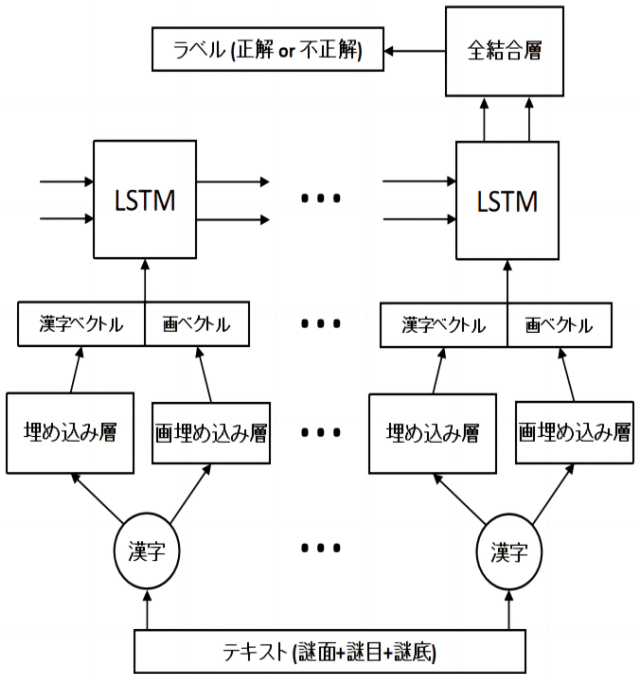 ラベル (正解 or 不正解)
全結合層
LSTM
LSTM
漢字ベクトル
画ベクトル
漢字ベクトル
画ベクトル
埋め込み層
画埋め込み層
埋め込み層
画埋め込み層
漢字
漢字
テキスト (謎面+謎目+謎底)